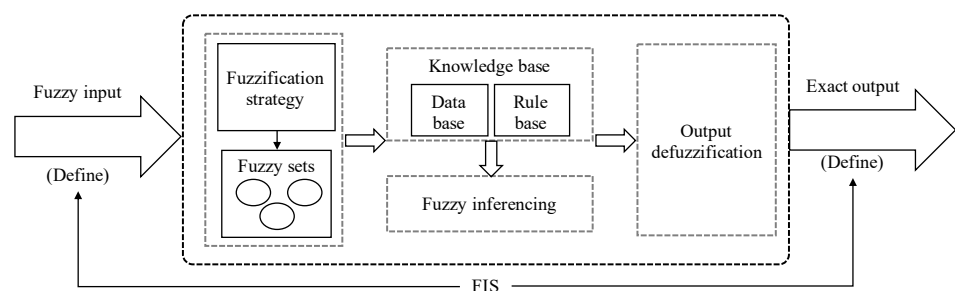 Fuzzy input
(Define)
Fuzzification
strategy
Fuzzy sets
Knowledge base
Data
base
Rule
base
Fuzzy inferencing
Output
defuzzification
Exact output
(Define)
FIS